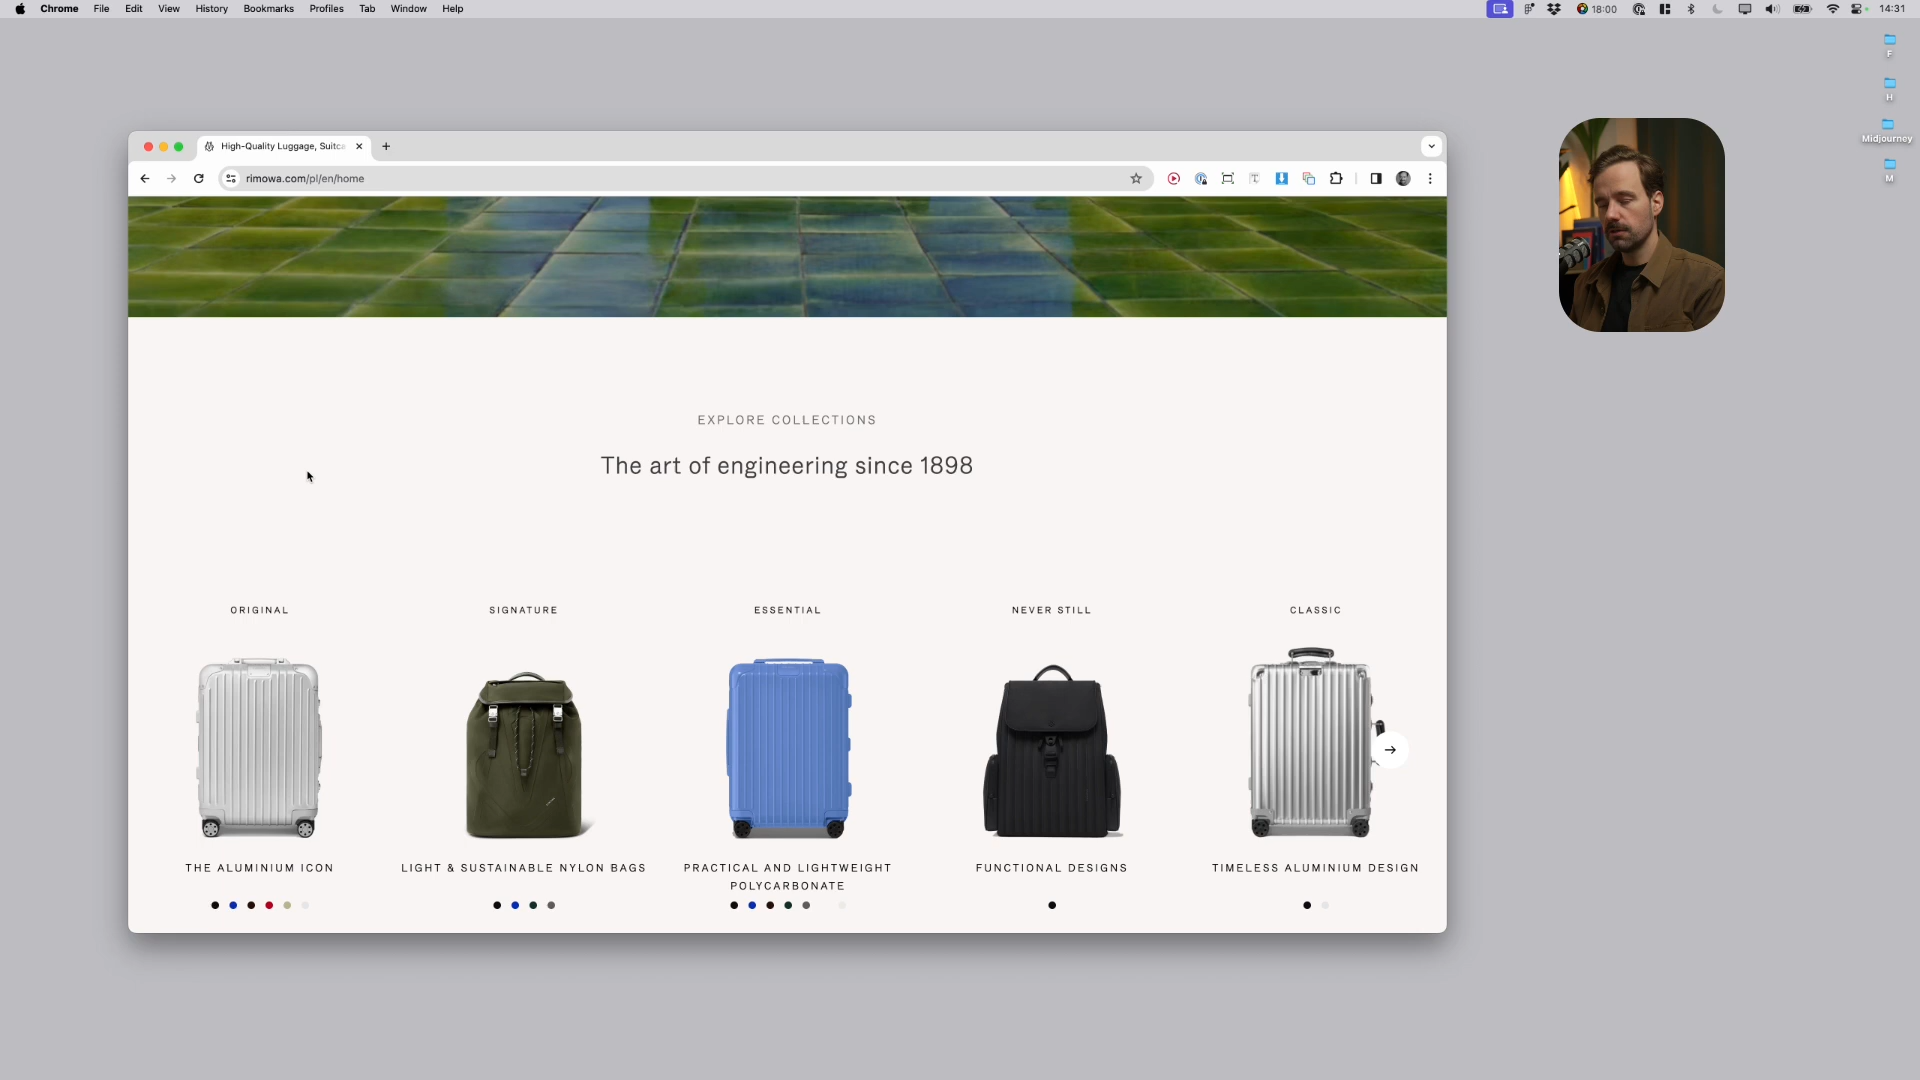 Chrome File Edit View History Bookmarks Profiles Tab Window Help 18:00 14:31
F
H
Midjourney
M
High-Quality Luggage, Suitca
rimowa.com/pl/en/home
EXPLORE COLLECTIONS
The art of engineering since 1898
ORIGINAL SIGNATURE ESSENTIAL NEVER STILL CLASSIC
THE ALUMINIUM ICON LIGHT & SUSTAINABLE NYLON BAGS PRACTICAL AND LIGHTWEIGHT FUNCTIONAL DESIGNS TIMELESS ALUMINIUM DESIGN
POLYCARBONATE